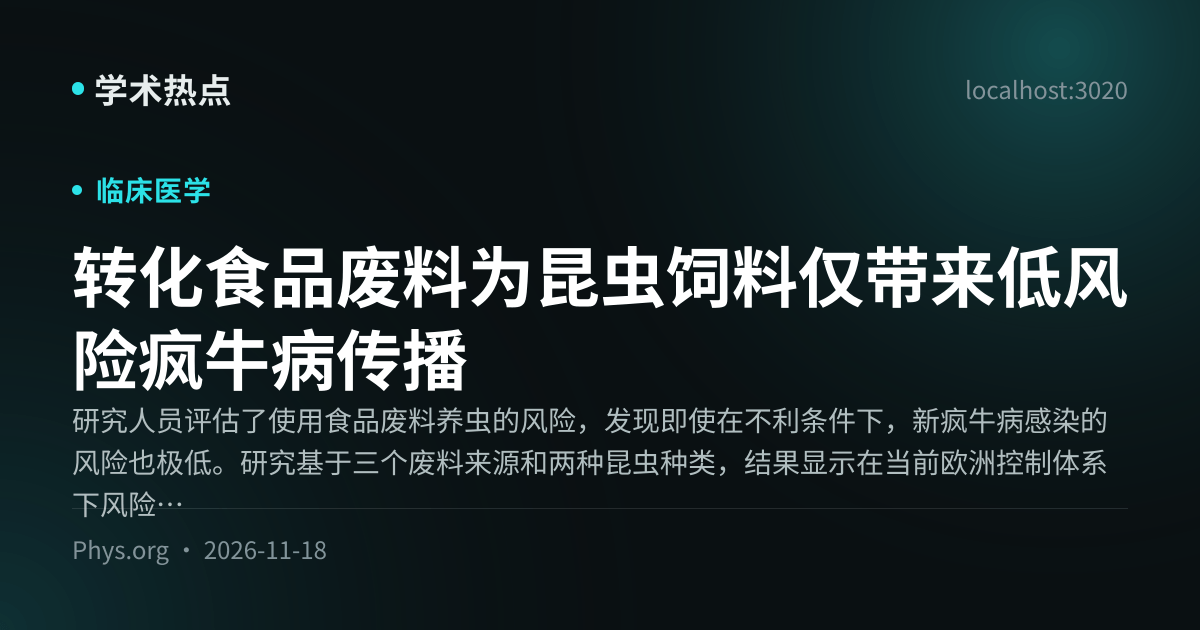 学术热点
localhost:3020
临床医学
转化食品废料为昆虫饲料仅带来低风
险疯牛病传播
研究人员评估了使用食品废料养虫的风险，发现即使在不利条件下，新疯牛病感染的
风险也极低。研究基于三个废料来源和两种昆虫种类，结果显示在当前欧洲控制体系
下风险…
Phys.org • 2026-11-18